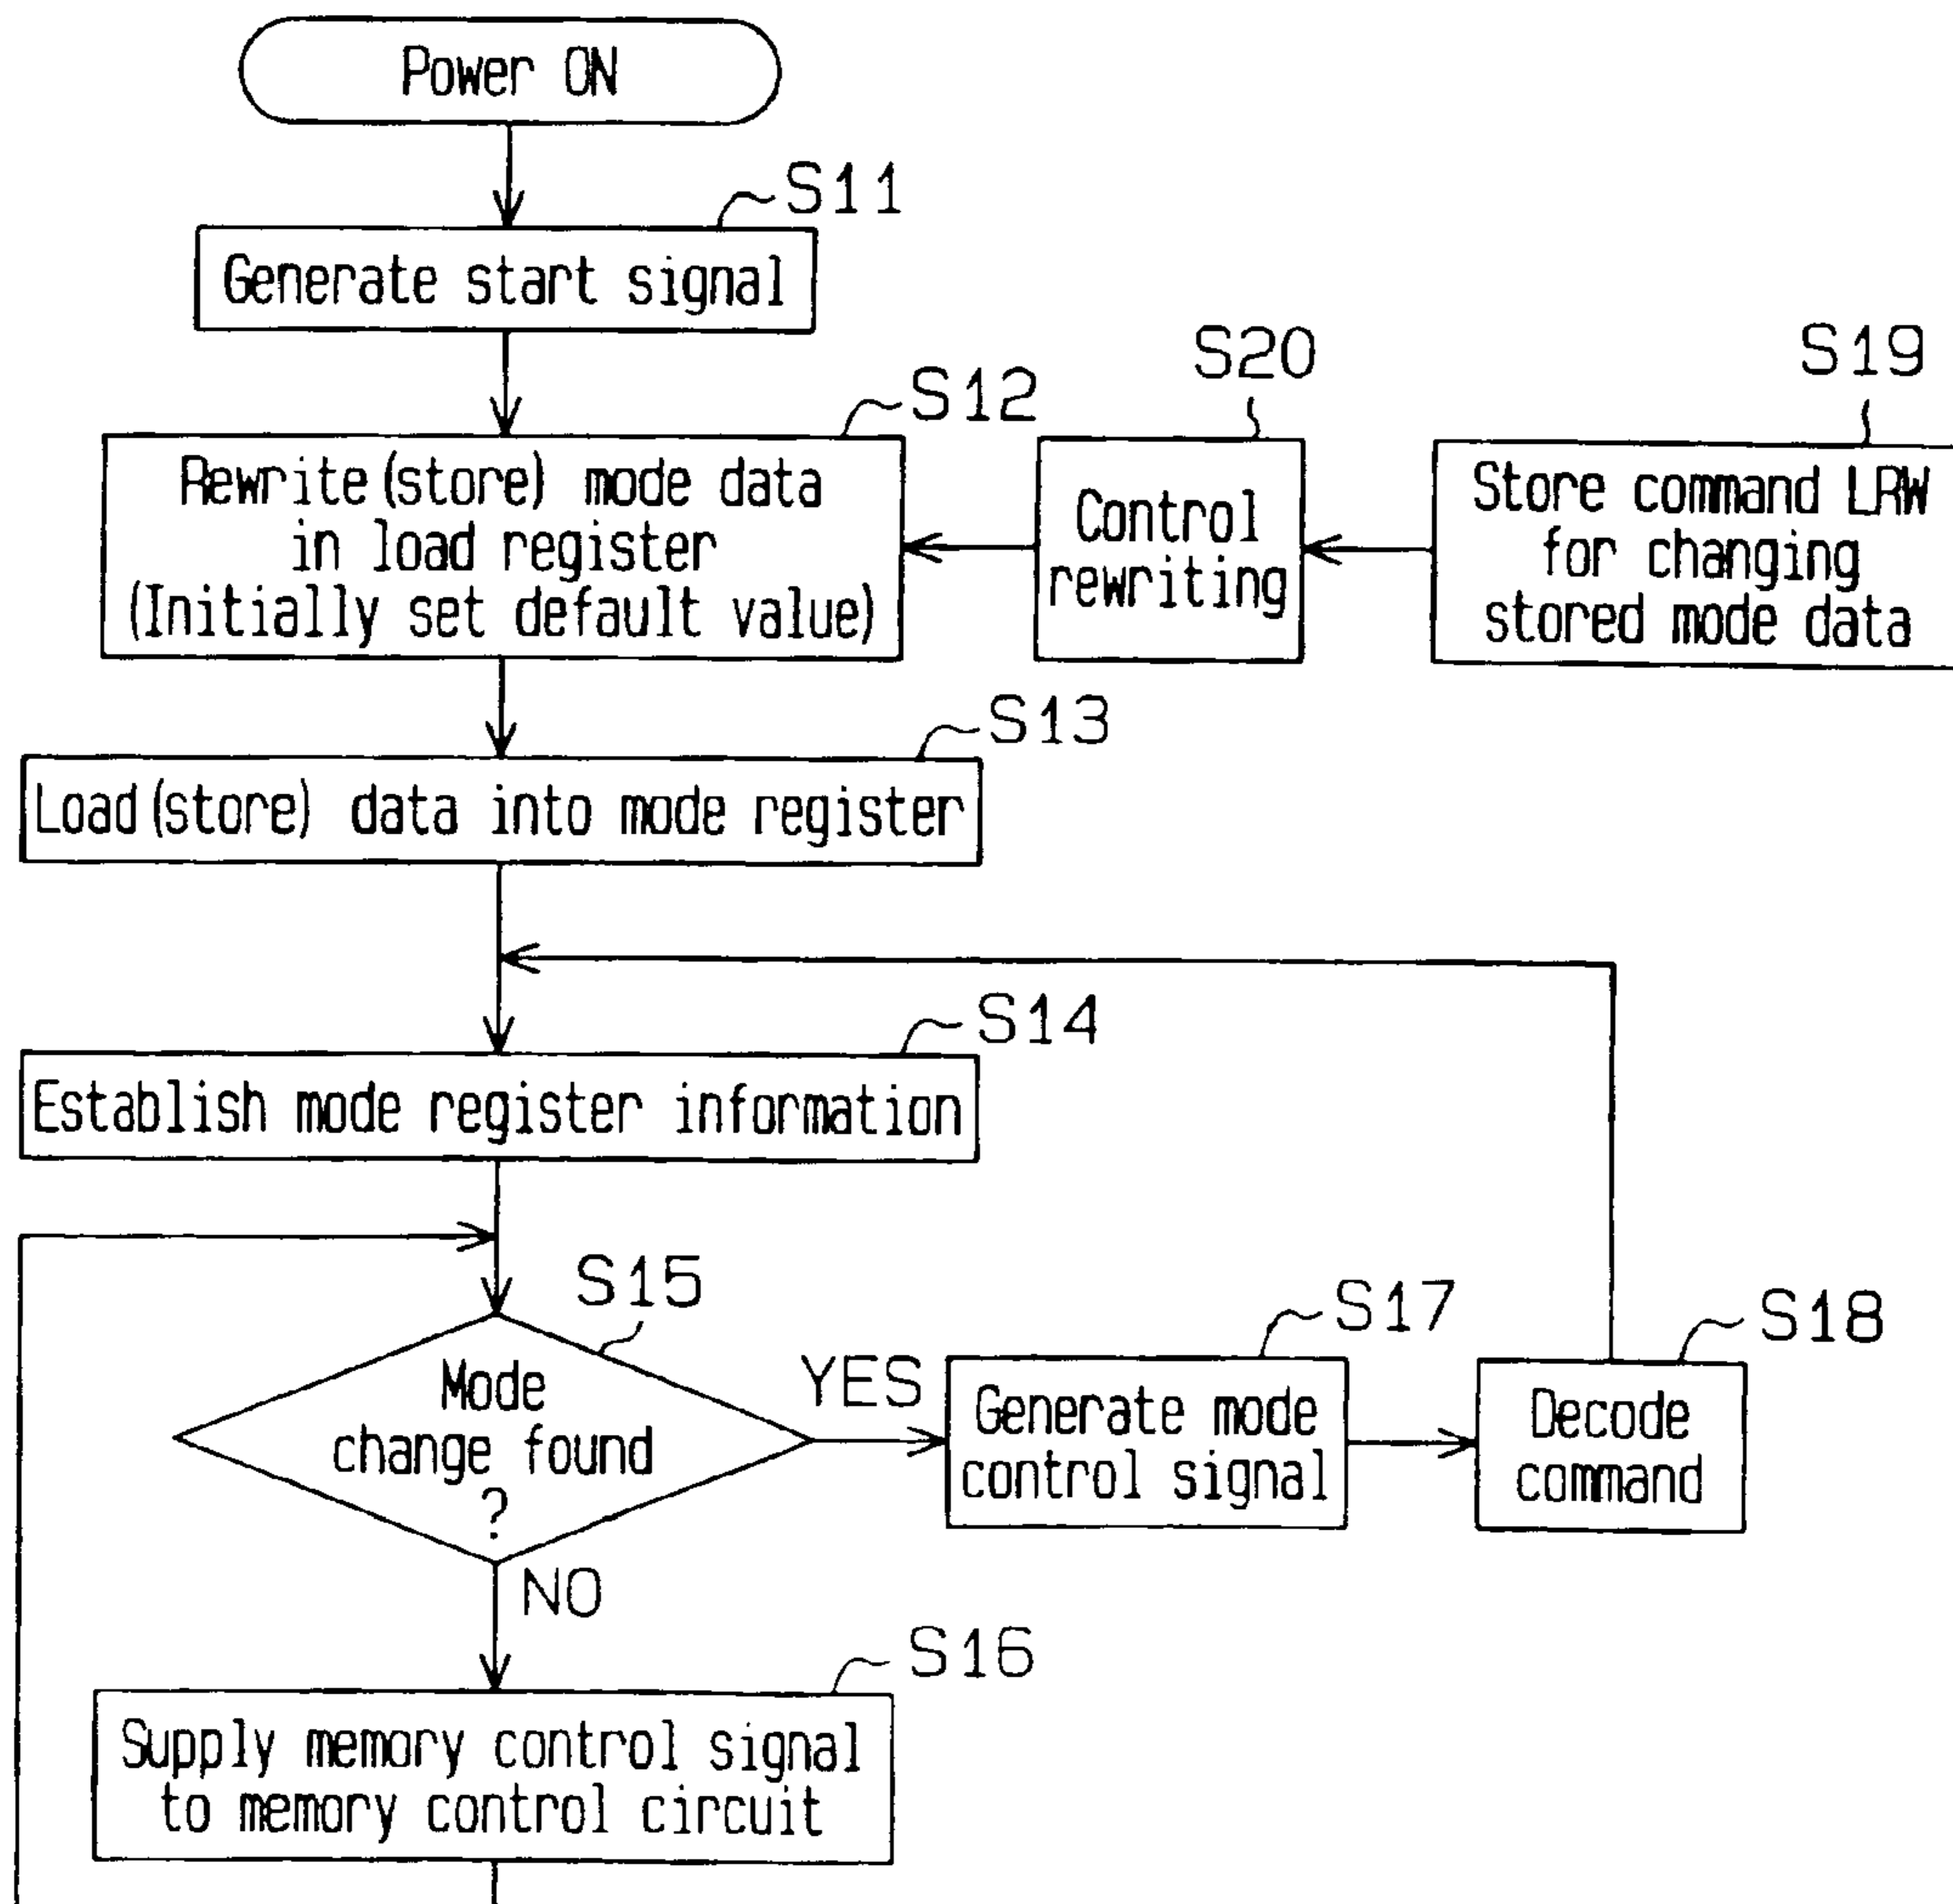 Power ON
S11
Generate start signal
S20
S19
S12
Rewrite (store) mode data
in load register
(Initially set default value)
Control
rewriting
Store command LRW
for changing
stored mode data
S13
Load (store) data into mode register
S14
Establish mode register information
S15
Mode
change found
?
YES
S17
Generate mode
control signal
S18
Decode
command
NO
S16
Supply memory control signal
to memory control circuit